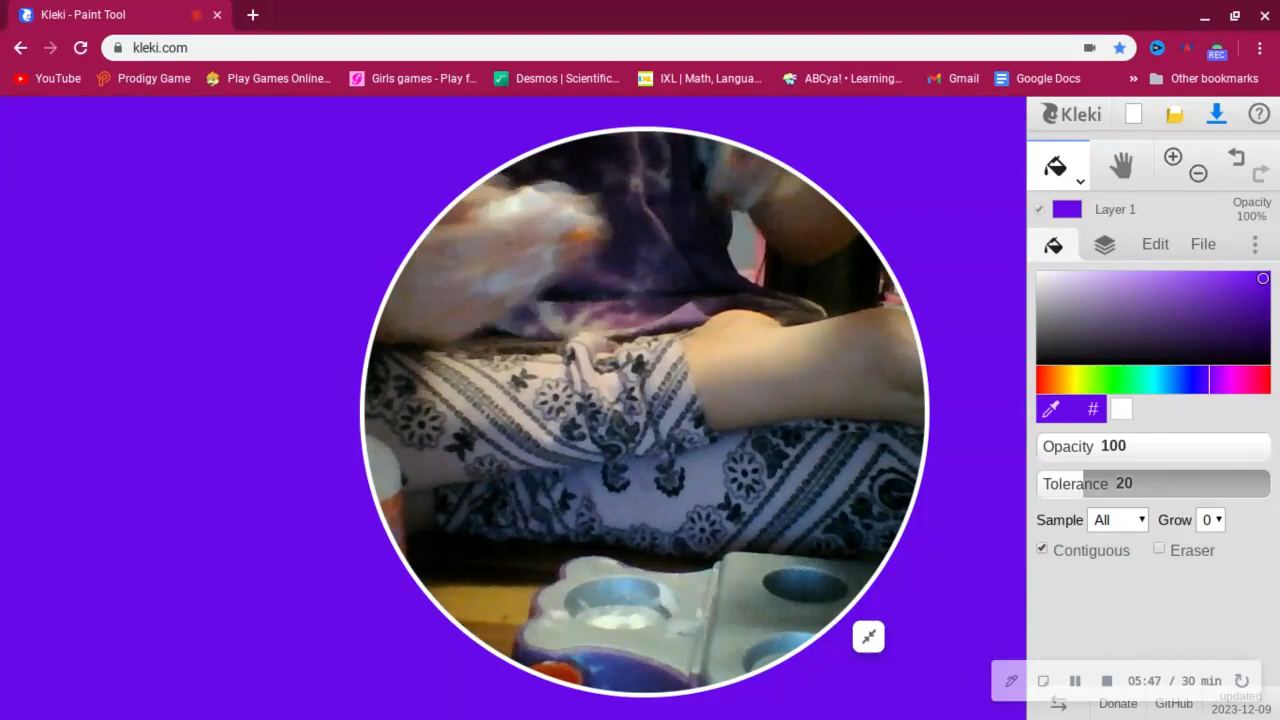 Kleki - Paint Tool
kleki.com
REC
YouTube Prodigy Game Play Games Online... Girls games - Play f... Desmos | Scientific... IXL | Math, Langua... ABCya! • Learning... Gmail Google Docs » Other bookmarks
Kleki
Layer 1 Opacity 100%
Edit File
#
Opacity 100
Tolerance 20
Sample All Grow 0
Contiguous Eraser
05:47 / 30 min
Donate GitHub updated 2023-12-09